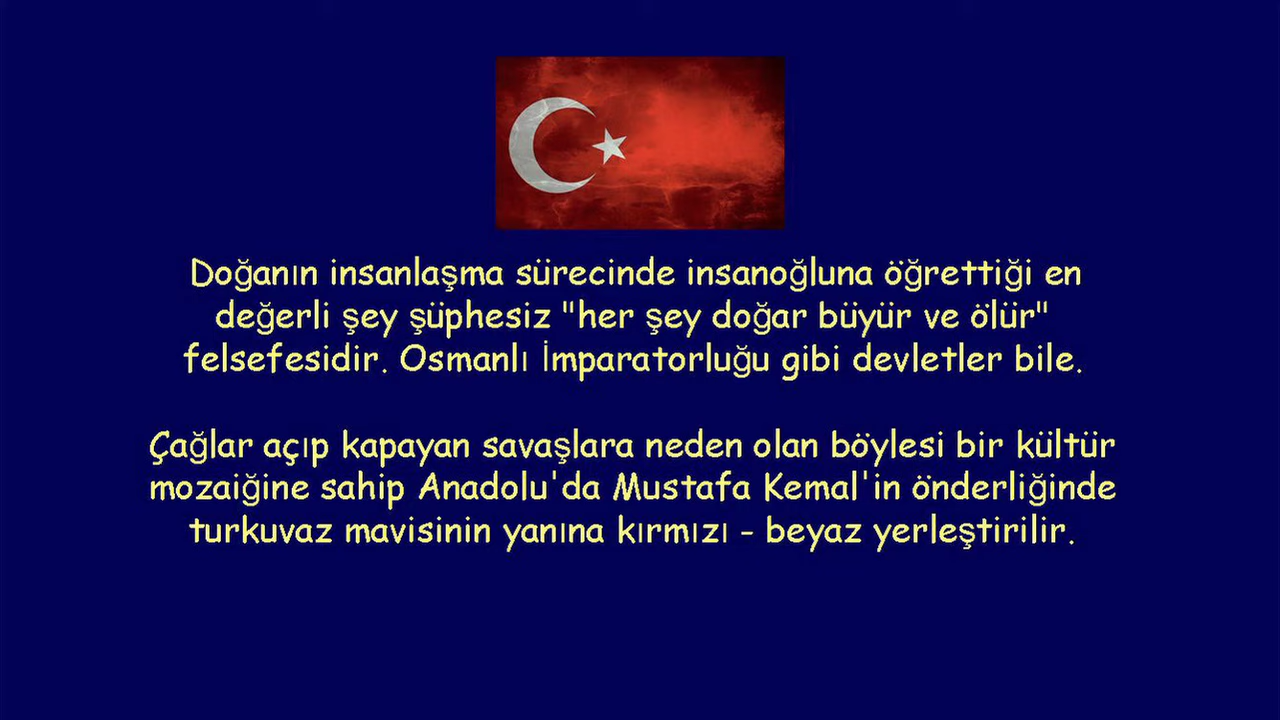 Doğanın insanlaşma sürecinde insanoğluna öğrettiği en
değerli şey şüphesiz "her şey doğar büyür ve ölür"
felsefesidir. Osmanlı İmparatorluğu gibi devletler bile.
Çağlar açıp kapayan savaşlara neden olan böylesi bir kültür
mozaiğine sahip Anadolu'da Mustafa Kemal'in önderliğinde
turkuvaz mavisinin yanına kırmızı - beyaz yerleştirilir.